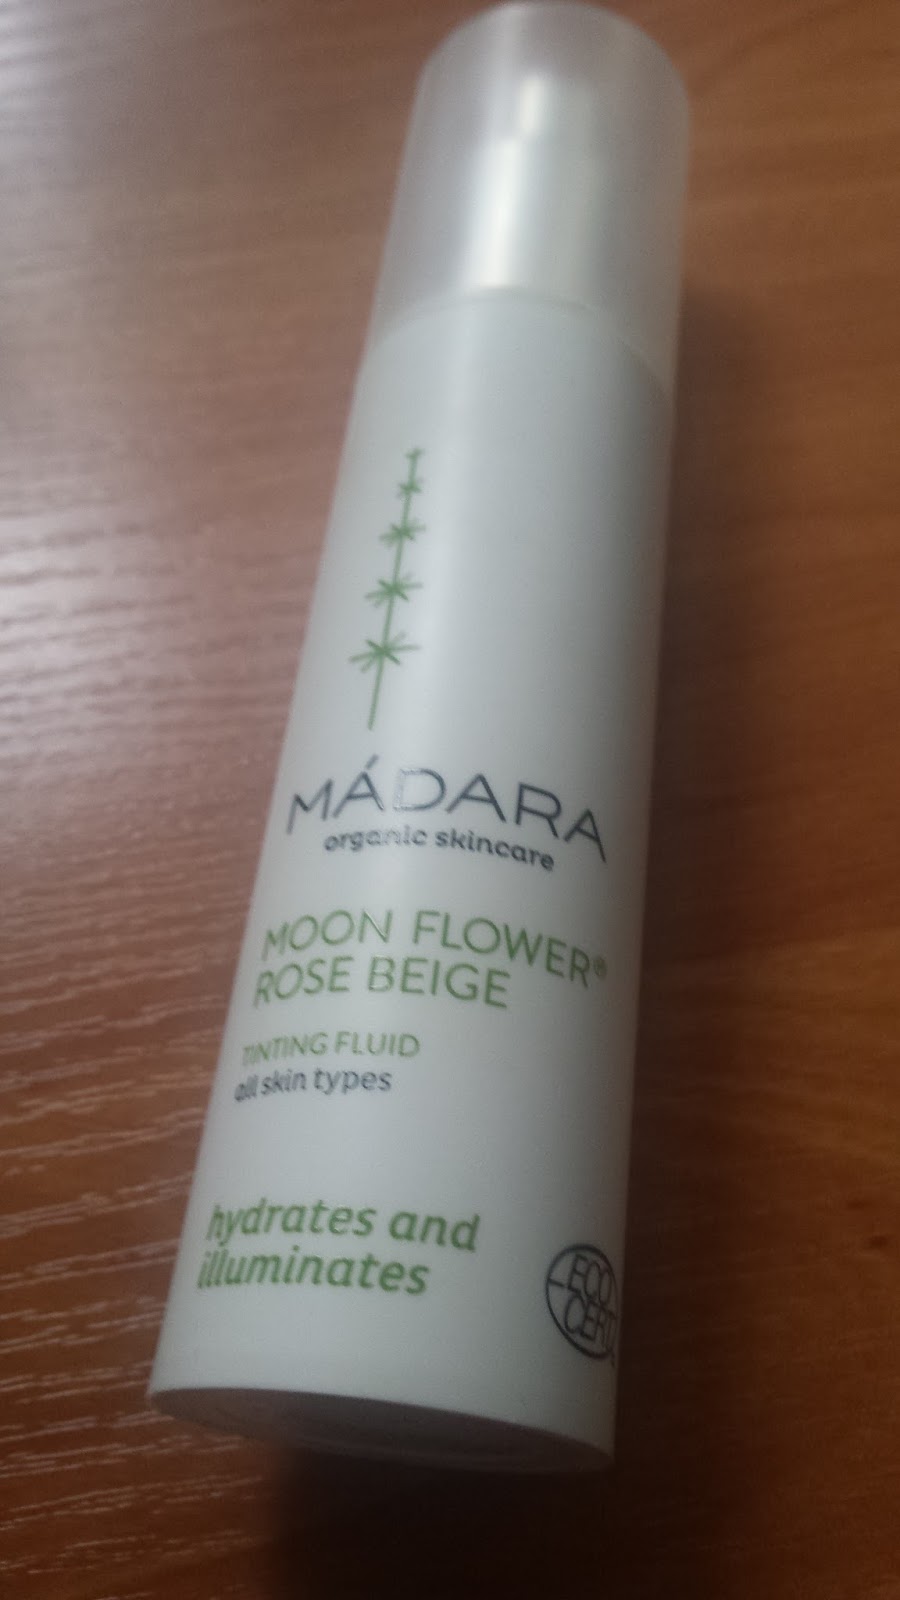 MÁDARA
organic skincare
MOON FLOWER®
ROSE BEIGE
TINTING FLUID
all skin types
hydrates and
illuminates
ECO
CERT